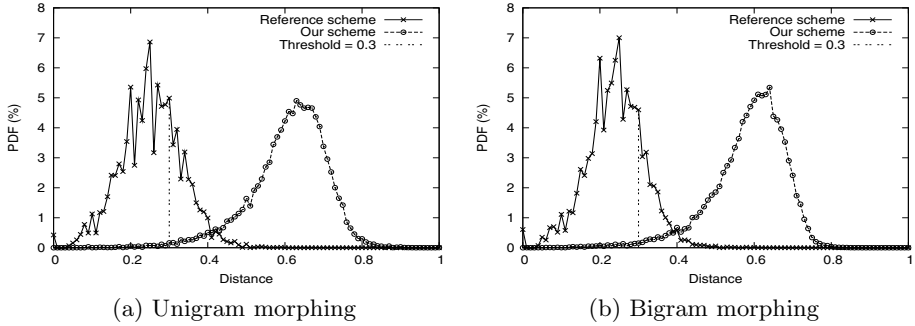 8
7
6
5
4
3
2
1
0
PDF (%)
Reference scheme
Our scheme
Threshold = 0.3
0 0.2 0.4 0.6 0.8 1
Distance
(a) Unigram morphing
8
7
6
5
4
3
2
1
0
PDF (%)
Reference scheme
Our scheme
Threshold = 0.3
0 0.2 0.4 0.6 0.8 1
Distance
(b) Bigram morphing